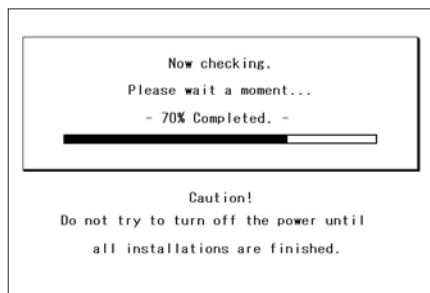 Now checking.
Please wait a moment...
- 70% Completed. -
Caution!
Do not try to turn off the power until
all installations are finished.